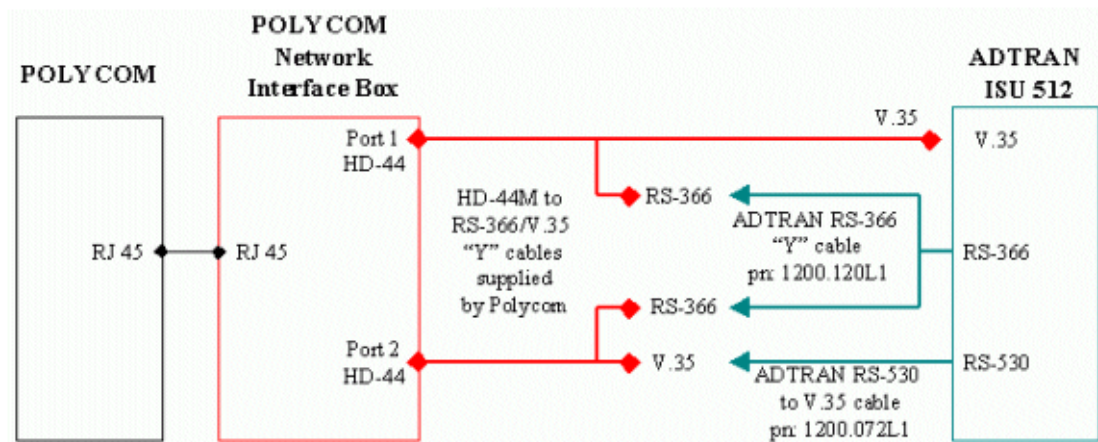 POLYCOM
POLYCOM
Network
Interface Box
ADTRAN
ISU 512
Port 1
HD-44
V.35
V.35
HD-44M to
RS-366/V.35
“Y” cables
supplied
by Polycom
RS-366
ADTRAN RS-366
“Y” cable
pn: 1200.120L1
RJ 45
RJ 45
RS-366
RS-366
Port 2
HD-44
V.35
RS-530
ADTRAN RS-530
to V.35 cable
pn: 1200.072L1